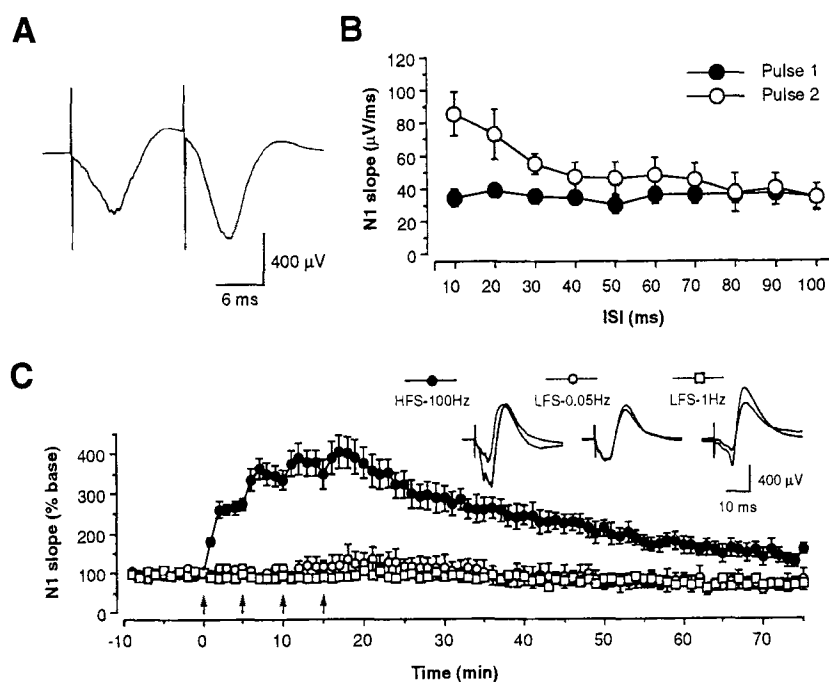 A
400 µV
6 ms
B
120
100
80
60
40
20
0
N1 slope (µV/ms)
Pulse 1
Pulse 2
10 20 30 40 50 60 70 80 90 100
ISI (ms)
C
HFS-100Hz
LFS-0.05Hz
LFS-1Hz
400 µV
10 ms
400
300
200
100
0
N1 slope (% base)
-10 0 10 20 30 40 50 60 70
Time (min)